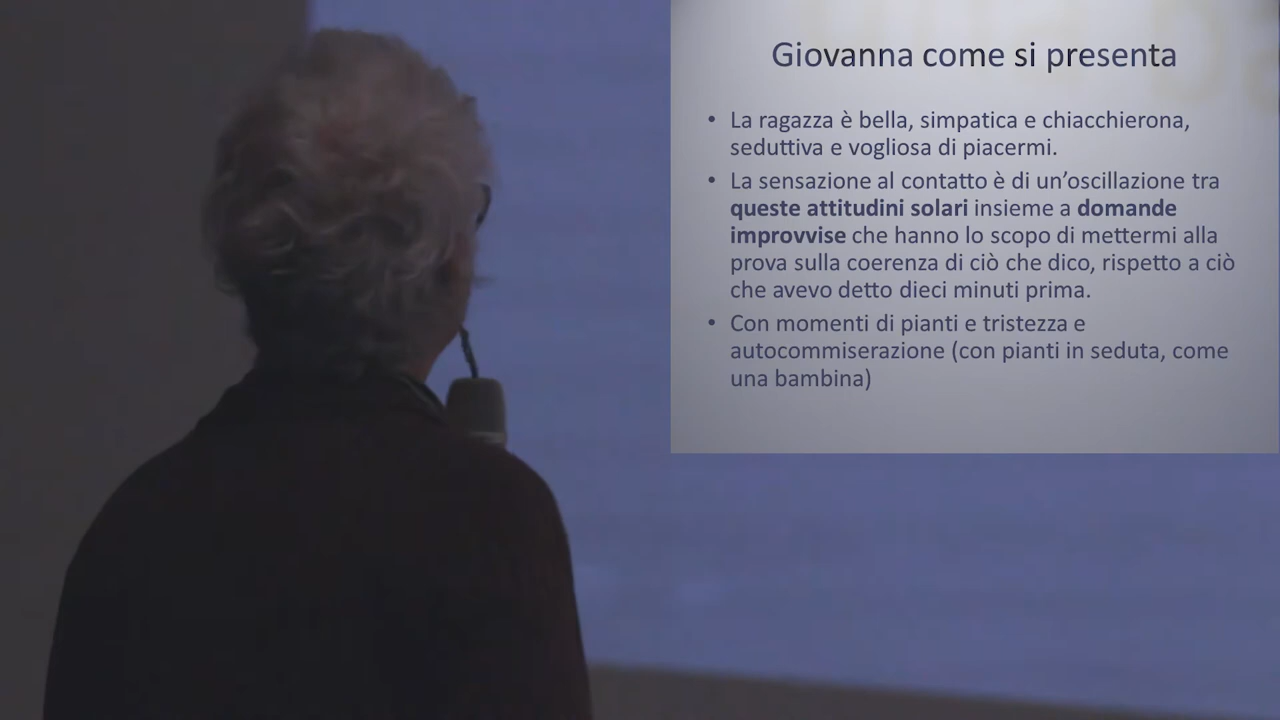 Giovanna come si presenta
• La ragazza è bella, simpatica e chiacchierona,
seduttiva e vogliosa di piacermi.
• La sensazione al contatto è di un'oscillazione tra
queste attitudini solari insieme a domande
improvvise che hanno lo scopo di mettermi alla
prova sulla coerenza di ciò che dico, rispetto a ciò
che avevo detto dieci minuti prima.
• Con momenti di pianti e tristezza e
autocommiserazione (con pianti in seduta, come
una bambina)